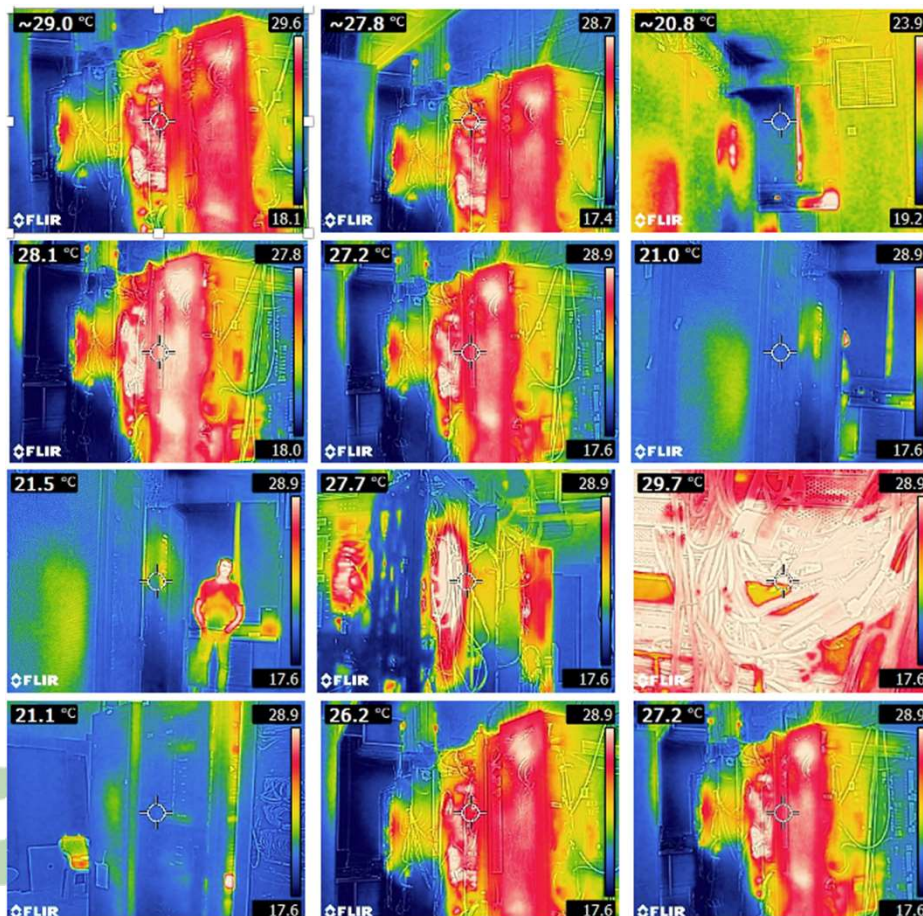 ~29.0 °C 29.6
FLIR 18.1
~27.8 °C 28.7
FLIR 17.4
~20.8 °C 23.9
FLIR 19.2
28.1 °C 27.8
FLIR 18.0
27.2 °C 28.9
FLIR 17.6
21.0 °C 28.9
FLIR 17.6
21.5 °C 28.9
FLIR 17.6
27.7 °C 28.9
FLIR 17.6
29.7 °C 28.9
FLIR 17.6
21.1 °C 28.9
FLIR 17.6
26.2 °C 28.9
FLIR 17.6
27.2 °C 28.9
FLIR 17.6